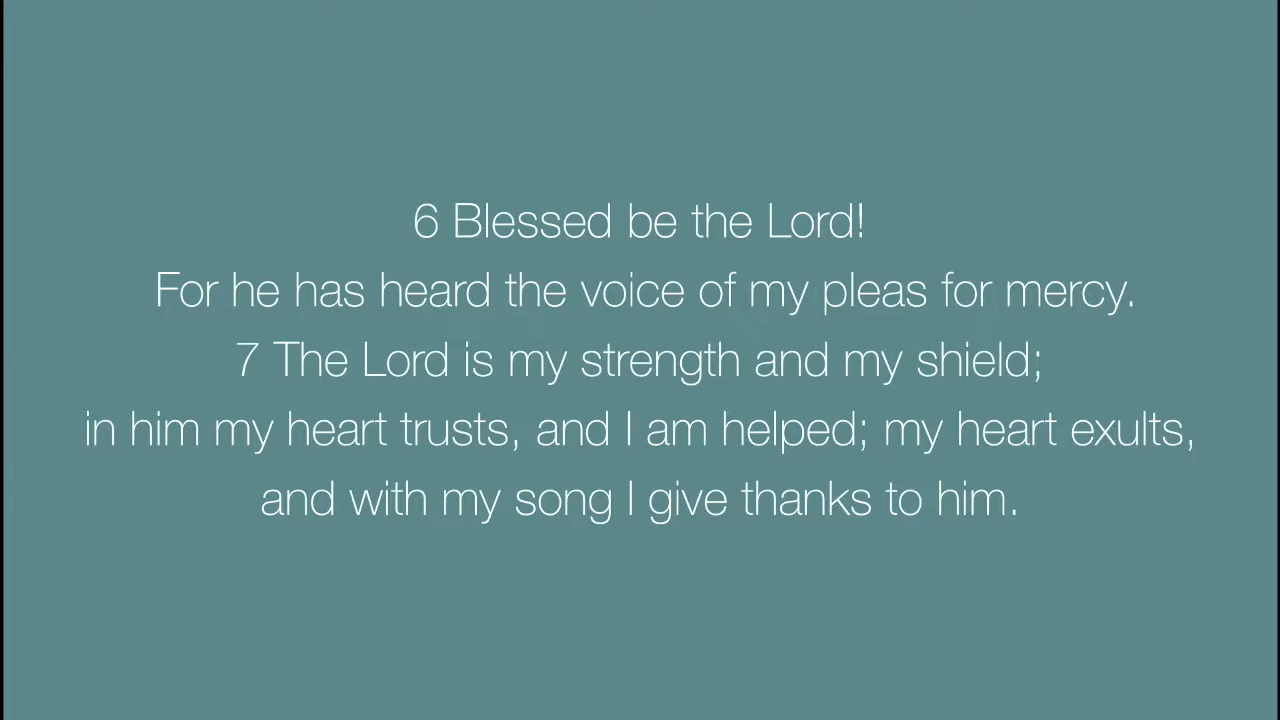 6 Blessed be the Lord!
For he has heard the voice of my pleas for mercy.
7 The Lord is my strength and my shield;
in him my heart trusts, and I am helped; my heart exults,
and with my song I give thanks to him.